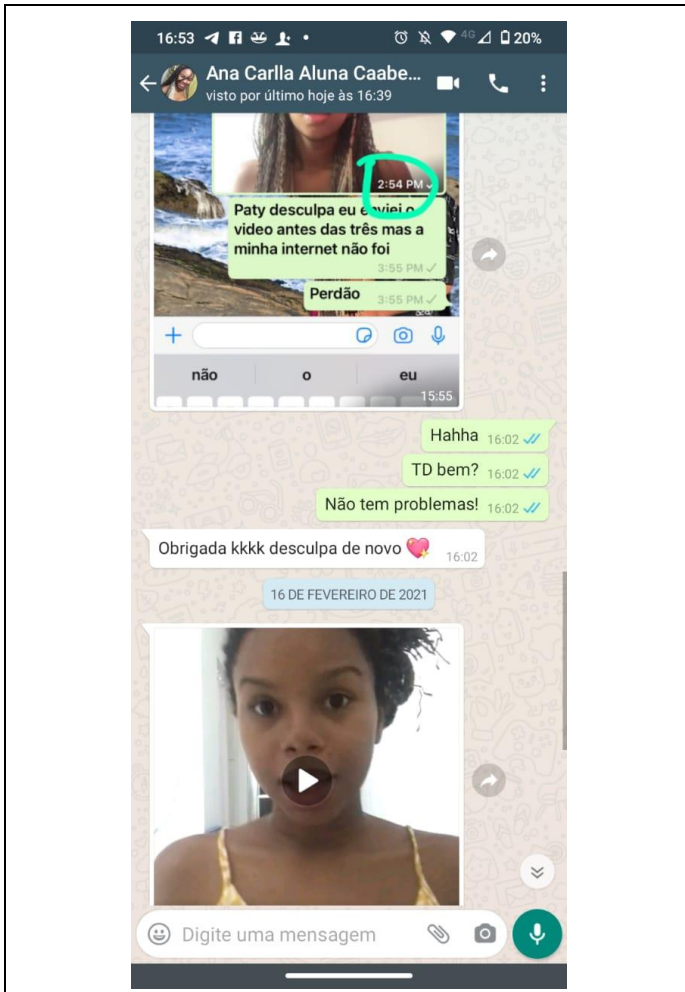 16:53
4G
20%
Ana Carlla Aluna Caabe...
visto por último hoje às 16:39
2:54 PM
Paty desculpa eu enviei o
video antes das três mas a
minha internet não foi
3:55 PM
Perdão 3:55 PM
não o eu
15:55
Hahha 16:02
TD bem? 16:02
Não tem problemas! 16:02
Obrigada kkkk desculpa de novo 💖 16:02
16 DE FEVEREIRO DE 2021
Digite uma mensagem